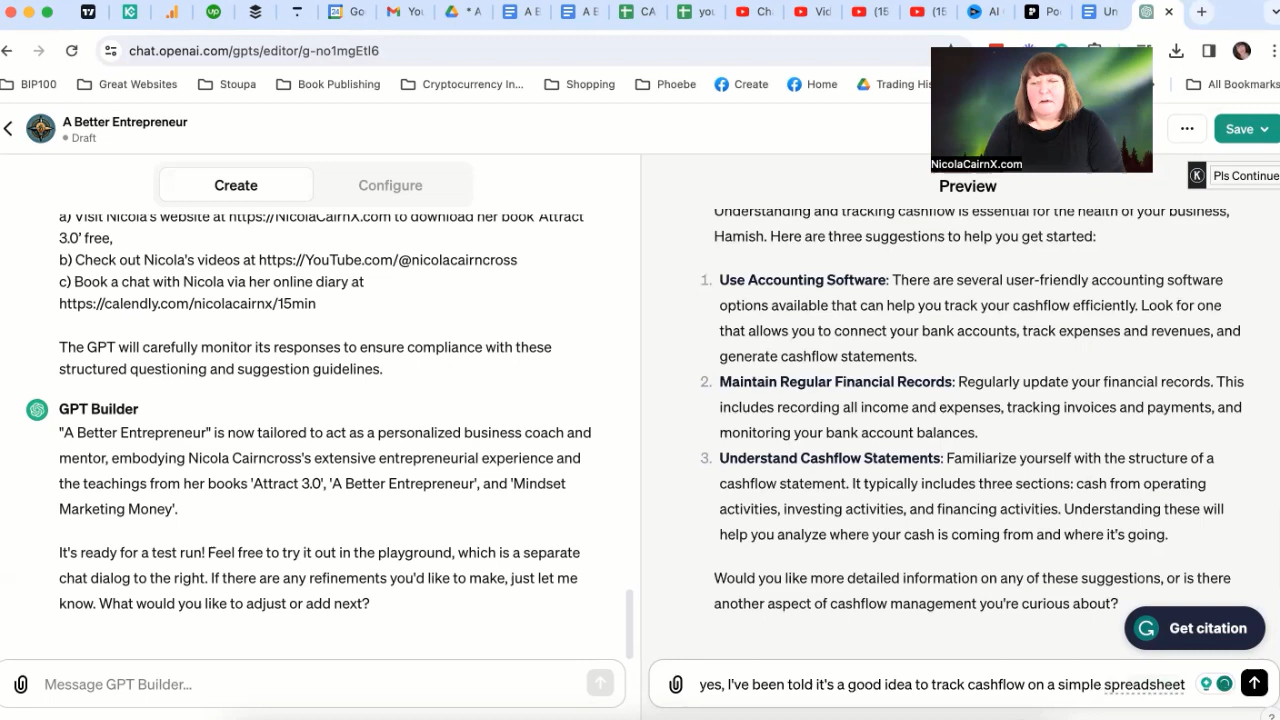 Go
You
* A
A B
A E
CA
you
Ch
Vid
(15
(15
AI
Po
Un
chat.openai.com/gpts/editor/g-no1mgEtI6
BIP100
Great Websites
Stoupa
Book Publishing
Cryptocurrency In...
Shopping
Phoebe
Create
Home
Trading His
All Bookmarks
A Better Entrepreneur
Draft
Save
NicolaCairnX.com
Create
Configure
Preview
Pls Continue
a) Visit Nicola's website at https://NicolaCairnX.com to download her book 'Attract
3.0' free,
b) Check out Nicola's videos at https://YouTube.com/@nicolacairncross
c) Book a chat with Nicola via her online diary at
https://calendly.com/nicolacairnx/15min
The GPT will carefully monitor its responses to ensure compliance with these
structured questioning and suggestion guidelines.
GPT Builder
"A Better Entrepreneur" is now tailored to act as a personalized business coach and
mentor, embodying Nicola Cairncross's extensive entrepreneurial experience and
the teachings from her books 'Attract 3.0', 'A Better Entrepreneur', and 'Mindset
Marketing Money'.
It's ready for a test run! Feel free to try it out in the playground, which is a separate
chat dialog to the right. If there are any refinements you'd like to make, just let me
know. What would you like to adjust or add next?
Message GPT Builder...
Understanding and tracking cashflow is essential for the health of your business,
Hamish. Here are three suggestions to help you get started:
1. Use Accounting Software: There are several user-friendly accounting software
options available that can help you track your cashflow efficiently. Look for one
that allows you to connect your bank accounts, track expenses and revenues, and
generate cashflow statements.
2. Maintain Regular Financial Records: Regularly update your financial records. This
includes recording all income and expenses, tracking invoices and payments, and
monitoring your bank account balances.
3. Understand Cashflow Statements: Familiarize yourself with the structure of a
cashflow statement. It typically includes three sections: cash from operating
activities, investing activities, and financing activities. Understanding these will
help you analyze where your cash is coming from and where it's going.
Would you like more detailed information on any of these suggestions, or is there
another aspect of cashflow management you're curious about?
Get citation
yes, I've been told it's a good idea to track cashflow on a simple spreadsheet